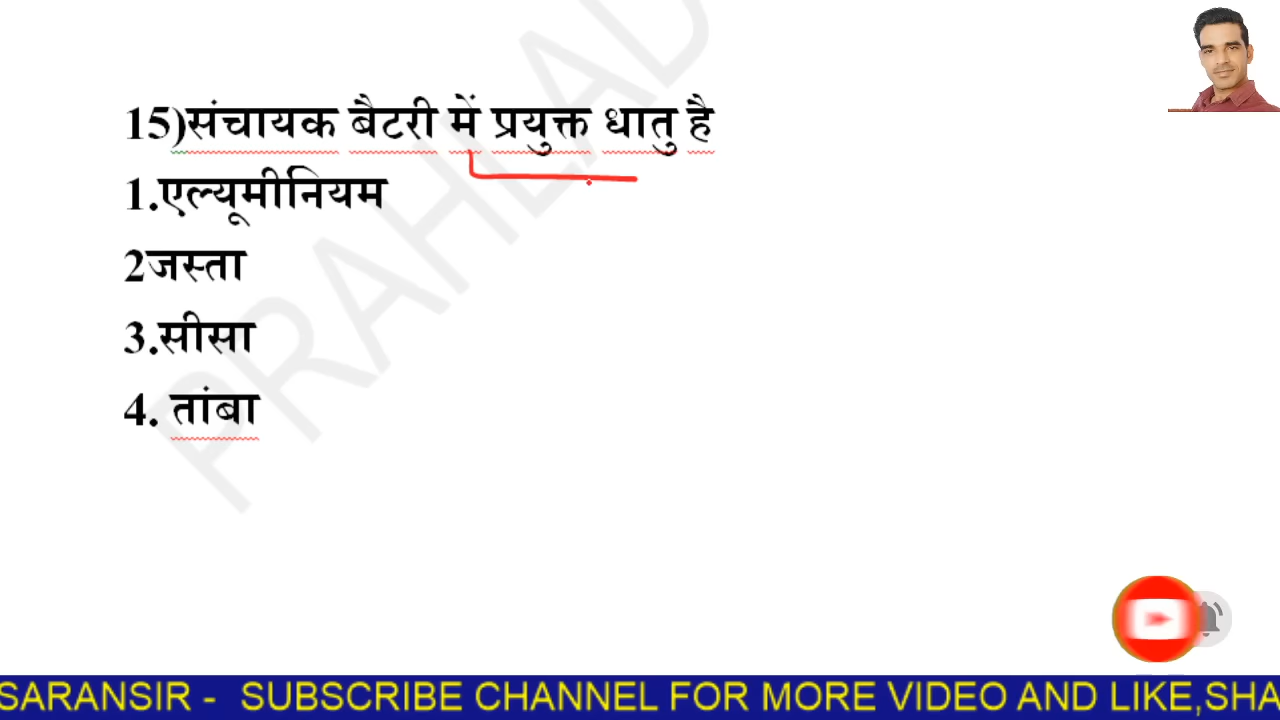 15)संचायक बैटरी में प्रयुक्त धातु है
1.एल्यूमीनियम
2जस्ता
3.सीसा
4. तांबा
PRAHLAD
SARANSIR - SUBSCRIBE CHANNEL FOR MORE VIDEO AND LIKE,SHA